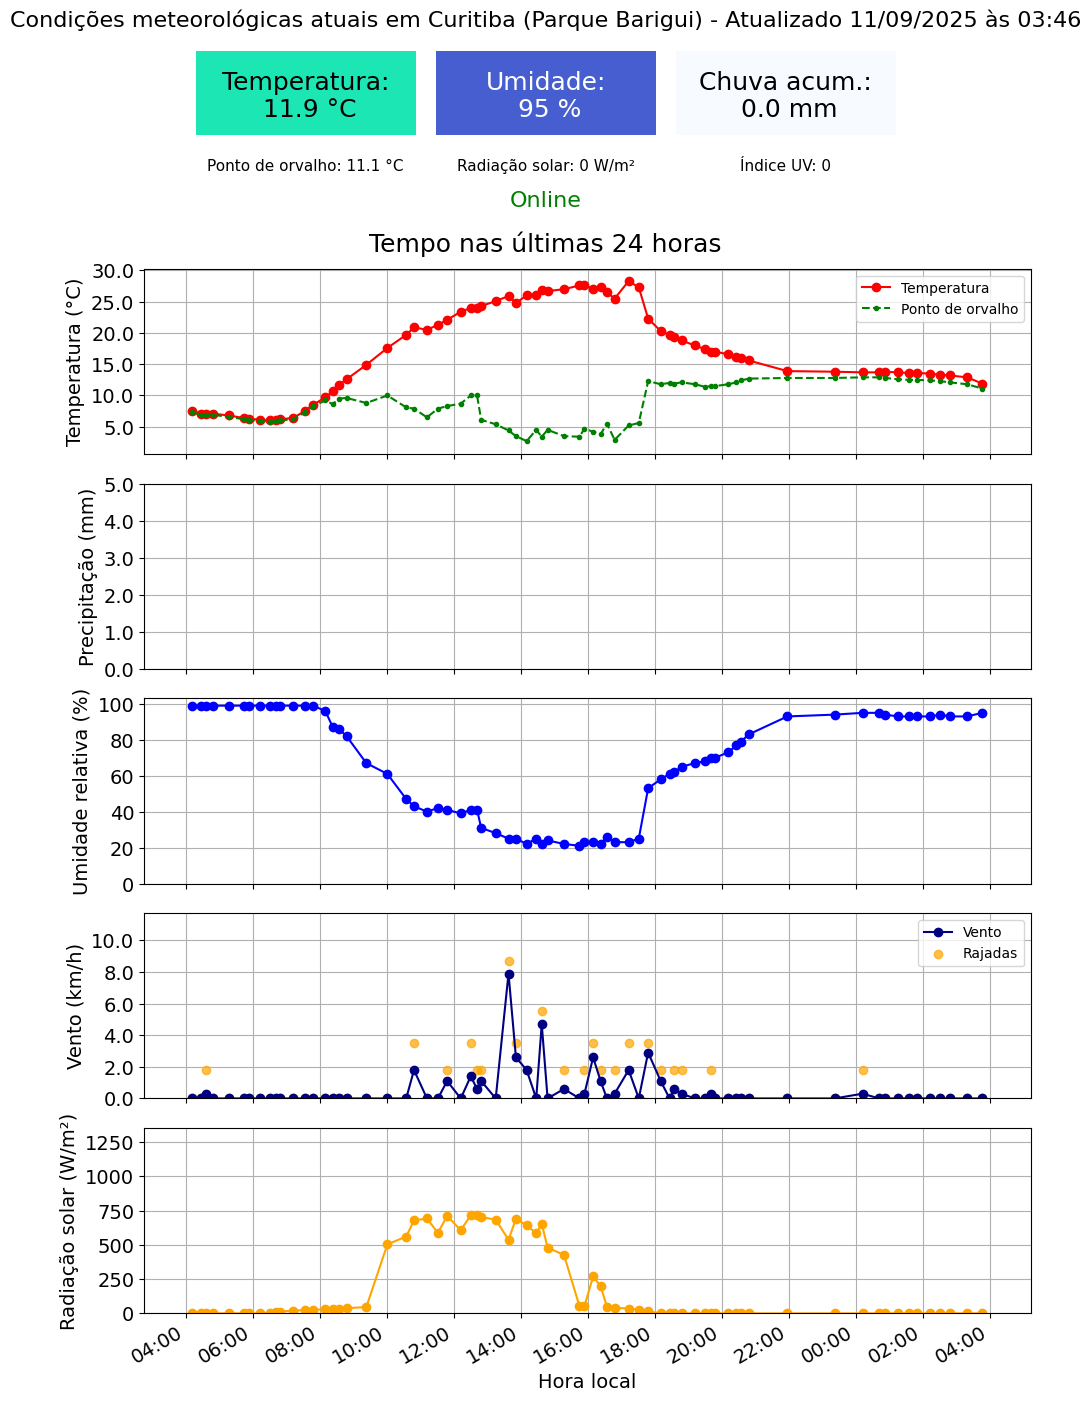 Condições meteorológicas atuais em Curitiba (Parque Barigui) - Atualizado 11/09/2025 às 03:46
Temperatura:
11.9 °C
Umidade:
95 %
Chuva acum.:
0.0 mm
Ponto de orvalho: 11.1 °C
Radiação solar: 0 W/m²
Índice UV: 0
Online
Tempo nas últimas 24 horas
Temperatura (°C)
30.0
25.0
20.0
15.0
10.0
5.0
Temperatura
Ponto de orvalho
Precipitação (mm)
5.0
4.0
3.0
2.0
1.0
0.0
Umidade relativa (%)
100
80
60
40
20
0
Vento (km/h)
10.0
8.0
6.0
4.0
2.0
0.0
Vento
Rajadas
Radiação solar (W/m²)
1250
1000
750
500
250
0
04:00 06:00 08:00 10:00 12:00 14:00 16:00 18:00 20:00 22:00 00:00 02:00 04:00
Hora local